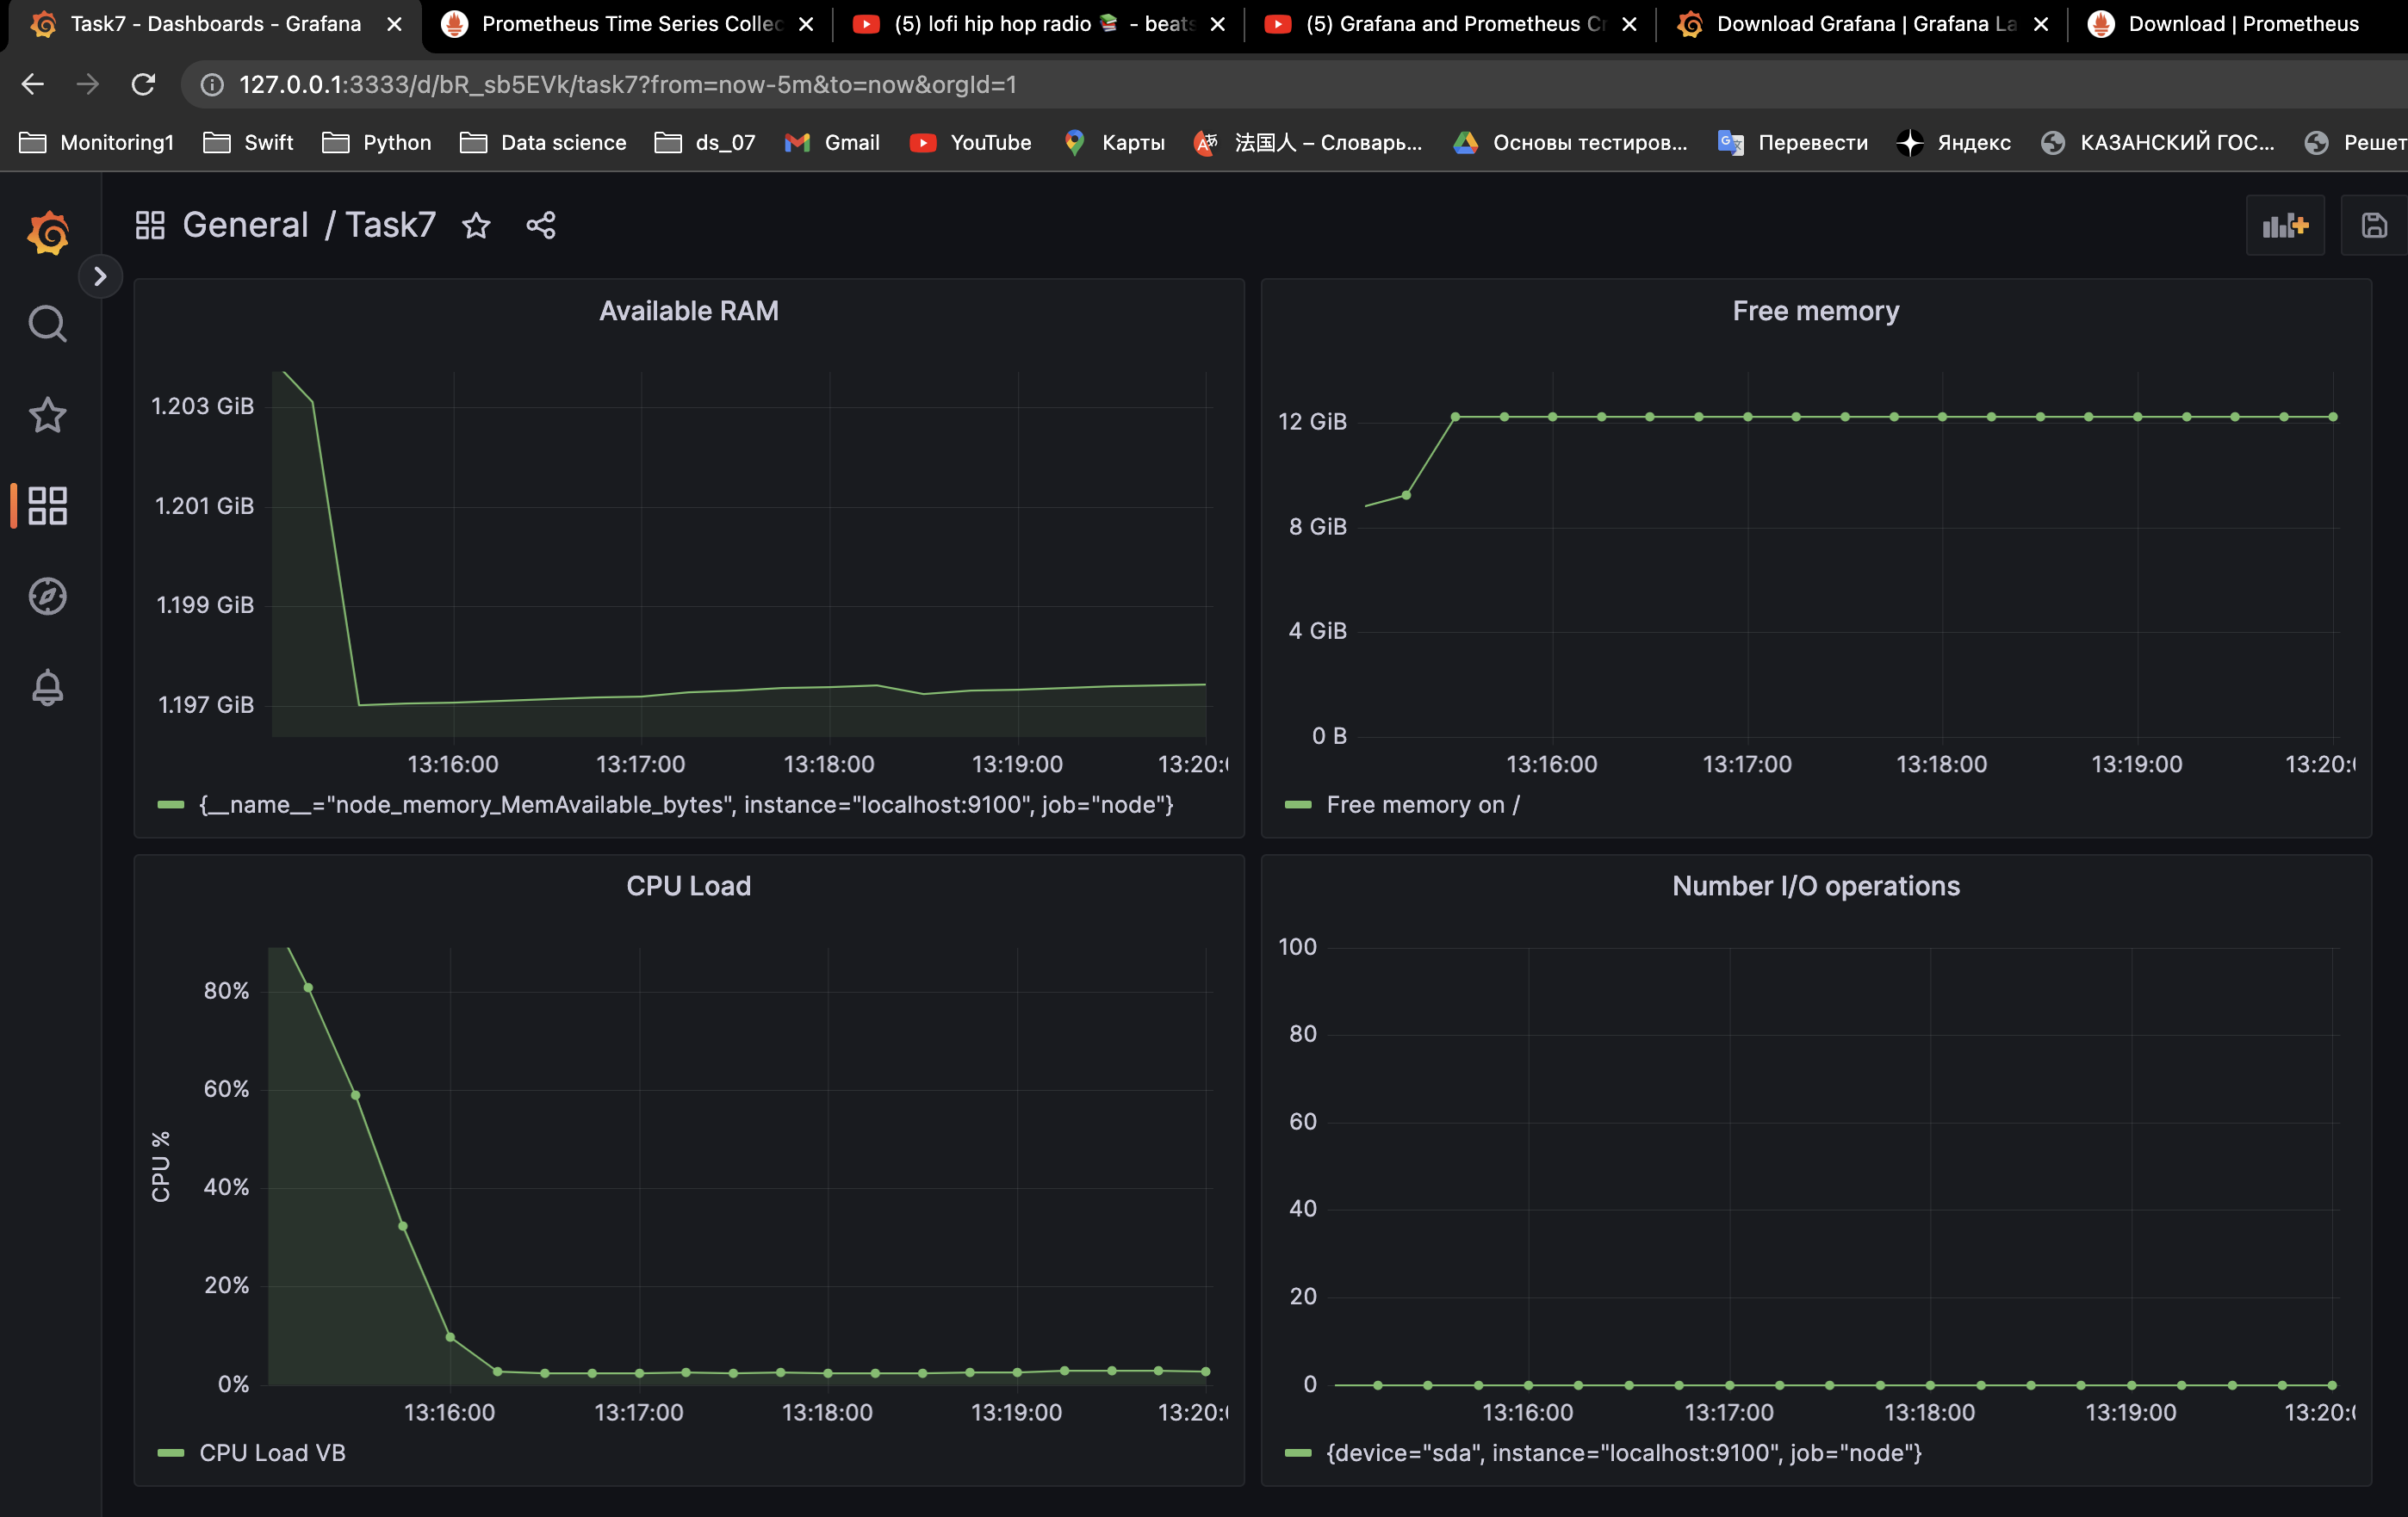 Task7 - Dashboards - Grafana
Prometheus Time Series Collec
(5) lofi hip hop radio 📚 - beats
(5) Grafana and Prometheus Cr
Download Grafana | Grafana La
Download | Prometheus
127.0.0.1:3333/d/bR_sb5EVk/task7?from=now-5m&to=now&orgId=1
Monitoring1
Swift
Python
Data science
ds_07
Gmail
YouTube
Карты
法国人 – Словарь...
Основы тестиров...
Перевести
Яндекс
КАЗАНСКИЙ ГОС...
Решет
General / Task7
Available RAM
1.203 GiB
1.201 GiB
1.199 GiB
1.197 GiB
13:16:00
13:17:00
13:18:00
13:19:00
13:20:0
{__name__="node_memory_MemAvailable_bytes", instance="localhost:9100", job="node"}
Free memory
12 GiB
8 GiB
4 GiB
0 B
13:16:00
13:17:00
13:18:00
13:19:00
13:20:0
Free memory on /
CPU Load
CPU %
80%
60%
40%
20%
0%
13:16:00
13:17:00
13:18:00
13:19:00
13:20:0
CPU Load VB
Number I/O operations
100
80
60
40
20
0
13:16:00
13:17:00
13:18:00
13:19:00
13:20:0
{device="sda", instance="localhost:9100", job="node"}